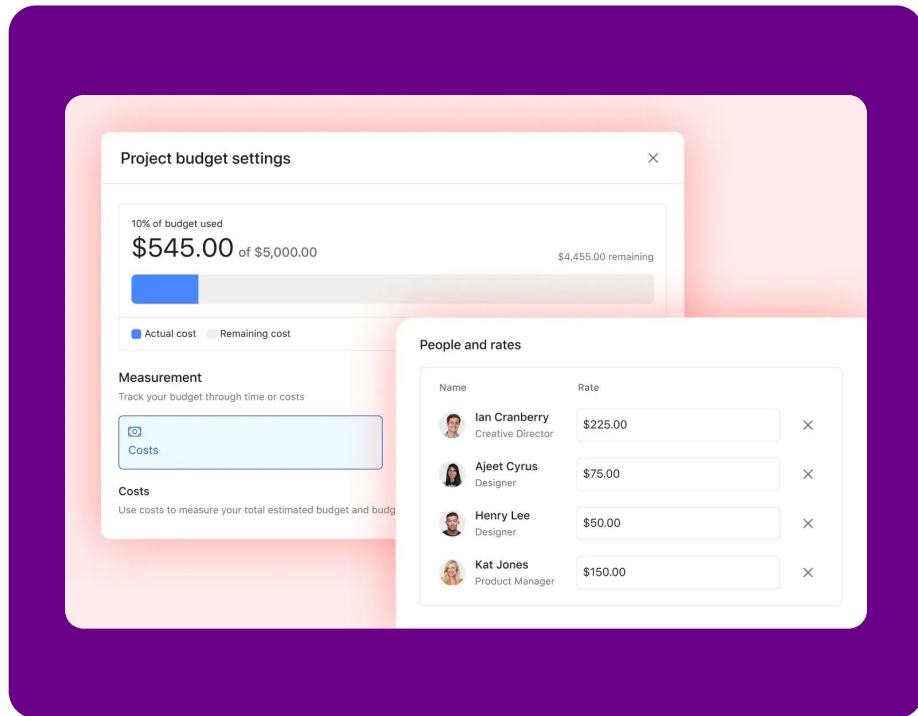 Project budget settings
10% of budget used
$545.00 of $5,000.00
$4,455.00 remaining
Actual cost
Remaining cost
Measurement
Track your budget through time or costs
Costs
Costs
Use costs to measure your total estimated budget and budg
People and rates
Name Rate
Ian Cranberry
Creative Director
$225.00
Ajeet Cyrus
Designer
$75.00
Henry Lee
Designer
$50.00
Kat Jones
Product Manager
$150.00